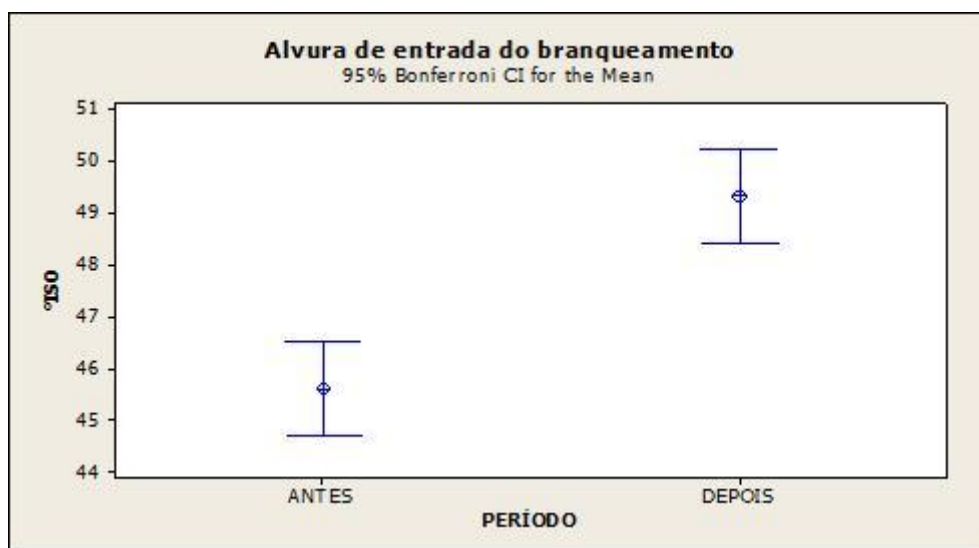 Alvura de entrada do branqueamento
95% Bonferroni CI for the Mean
51
50
49
48
47
46
45
44
%ISO
ANTES
DEPOIS
PERÍODO